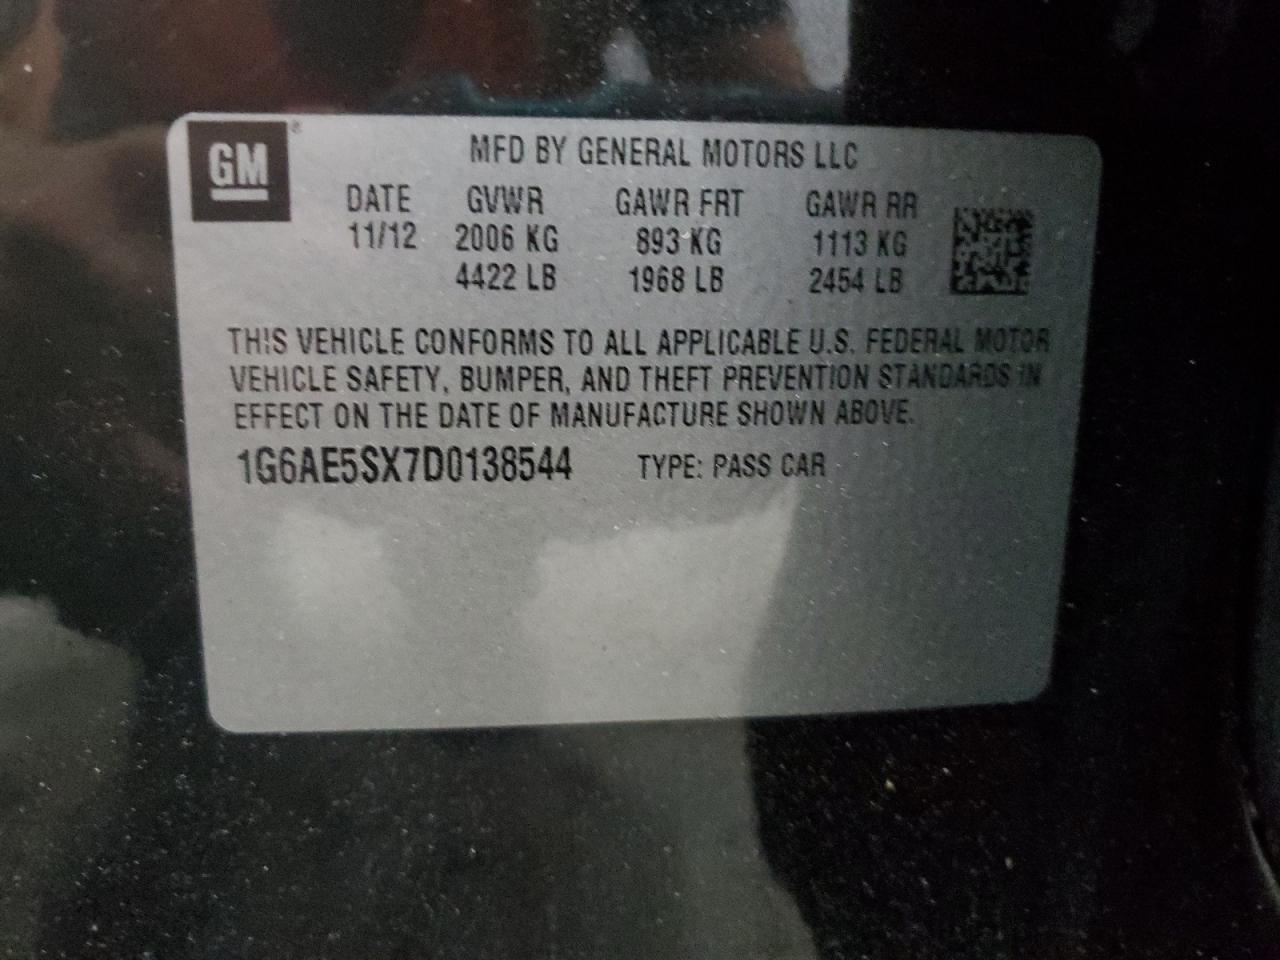 GM®
MFD BY GENERAL MOTORS LLC
DATE GVWR GAWR FRT GAWR RR
11/12 2006 KG 893 KG 1113 KG
4422 LB 1968 LB 2454 LB
THIS VEHICLE CONFORMS TO ALL APPLICABLE U.S. FEDERAL MOTOR
VEHICLE SAFETY, BUMPER, AND THEFT PREVENTION STANDARDS IN
EFFECT ON THE DATE OF MANUFACTURE SHOWN ABOVE.
1G6AE5SX7D0138544 TYPE: PASS CAR